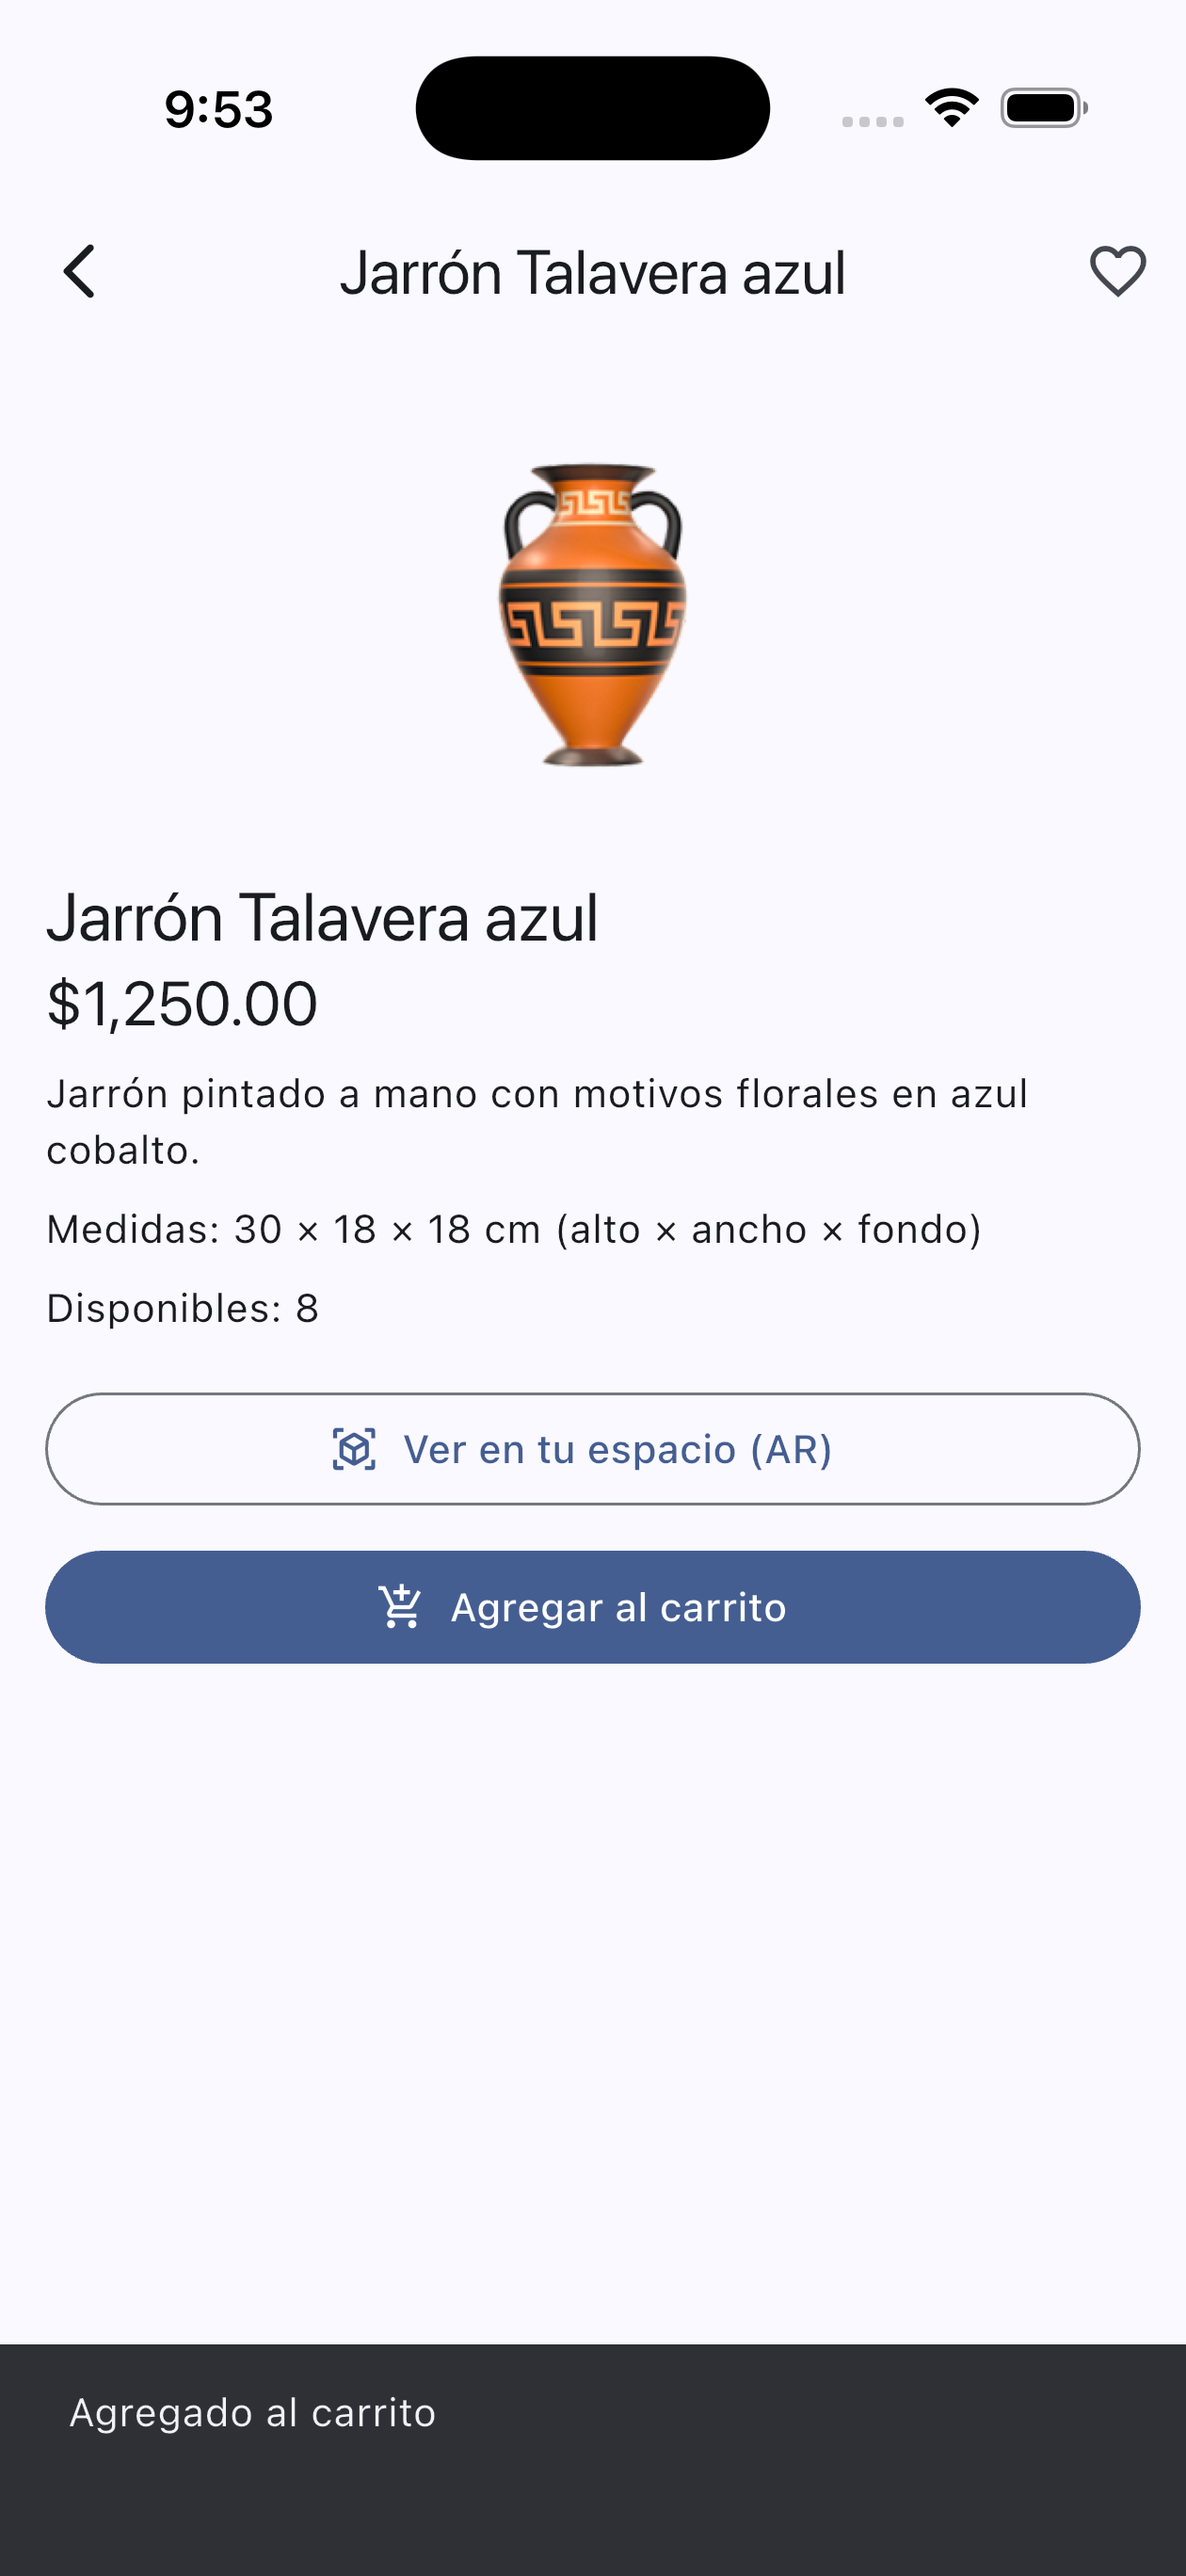 9:53
Jarrón Talavera azul
Jarrón Talavera azul
$1,250.00
Jarrón pintado a mano con motivos florales en azul
cobalto.
Medidas: 30 × 18 × 18 cm (alto × ancho × fondo)
Disponibles: 8
Ver en tu espacio (AR)
Agregar al carrito
Agregado al carrito